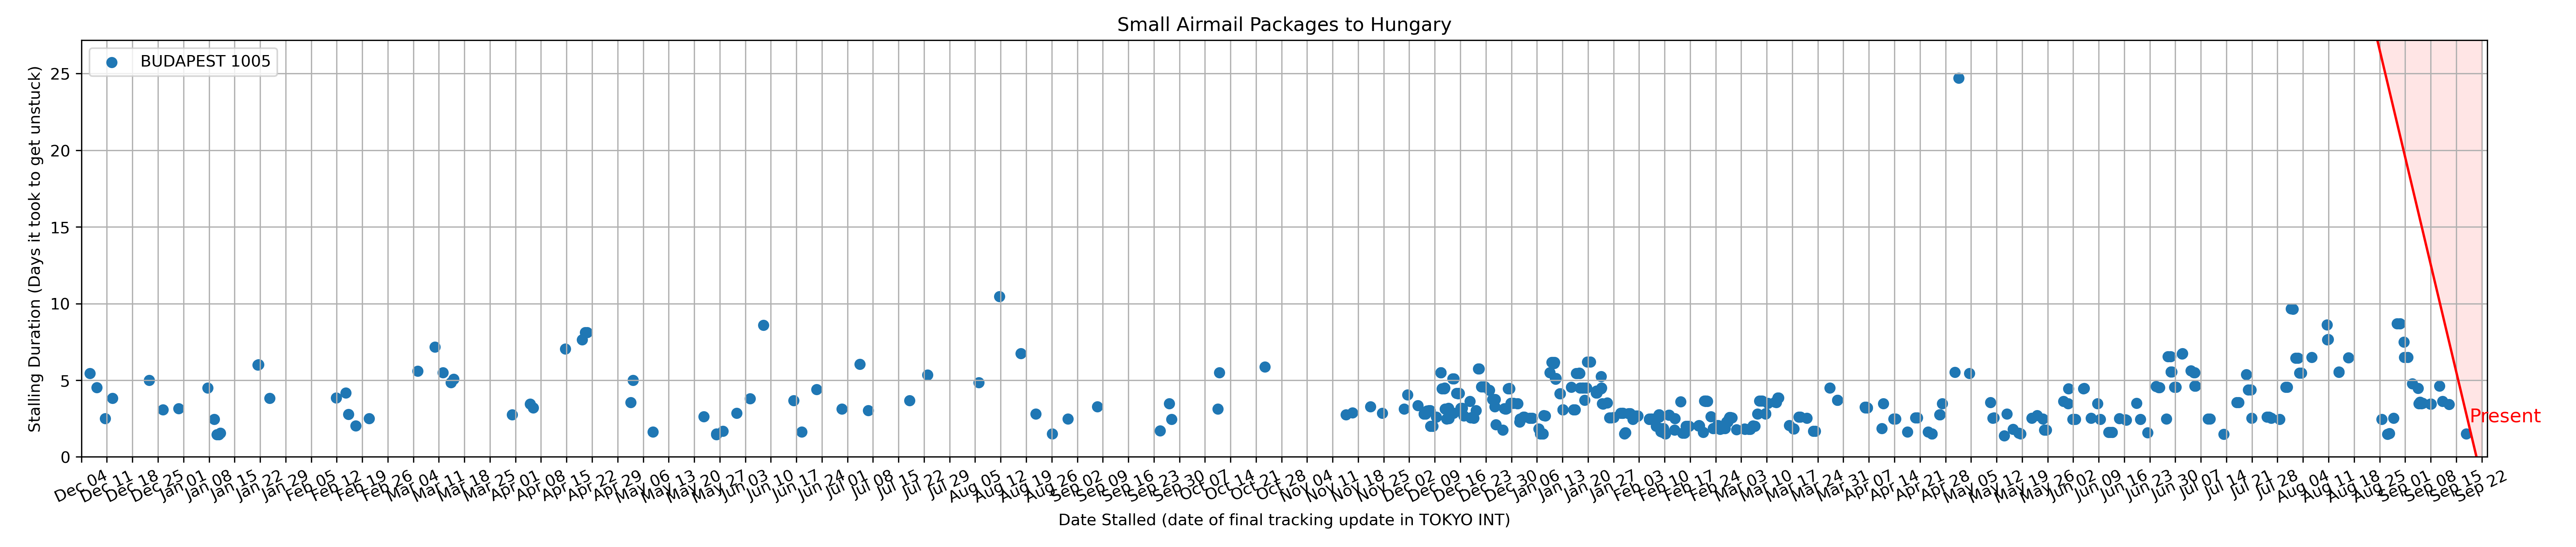 Small Airmail Packages to Hungary
BUDAPEST 1005
Stalling Duration (Days it took to get unstuck)
25
20
15
10
5
0
Present
Dec 04 Dec 11 Dec 18 Dec 25 Jan 01 Jan 08 Jan 15 Jan 22 Jan 29 Feb 05 Feb 12 Feb 19 Feb 26 Mar 04 Mar 11 Mar 18 Mar 25 Apr 01 Apr 08 Apr 15 Apr 22 Apr 29 May 06 May 13 May 20 May 27 Jun 03 Jun 10 Jun 17 Jun 24 Jul 01 Jul 08 Jul 15 Jul 22 Jul 29 Aug 05 Aug 12 Aug 19 Aug 26 Sep 02 Sep 09 Sep 16 Sep 23 Sep 30 Oct 07 Oct 14 Oct 21 Oct 28 Nov 04 Nov 11 Nov 18 Nov 25 Dec 02 Dec 09 Dec 16 Dec 23 Dec 30 Jan 06 Jan 13 Jan 20 Jan 27 Feb 03 Feb 10 Feb 17 Feb 24 Mar 03 Mar 10 Mar 17 Mar 24 Mar 31 Apr 07 Apr 14 Apr 21 Apr 28 May 05 May 12 May 19 May 26 Jun 02 Jun 09 Jun 16 Jun 23 Jun 30 Jul 07 Jul 14 Jul 21 Jul 28 Aug 04 Aug 11 Aug 18 Aug 25 Sep 01 Sep 08 Sep 15 Sep 22
Date Stalled (date of final tracking update in TOKYO INT)